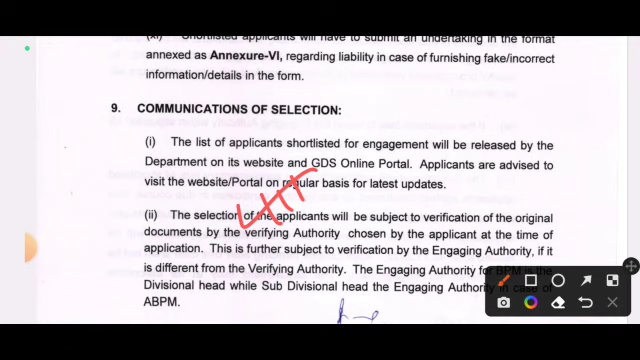 (xi) Shortlisted applicants will have to submit an undertaking in the format
annexed as Annexure-VI, regarding liability in case of furnishing fake/incorrect
information/details in the form.
9. COMMUNICATIONS OF SELECTION:
(i) The list of applicants shortlisted for engagement will be released by the
Department on its website and GDS Online Portal. Applicants are advised to
visit the website/Portal on regular basis for latest updates.
(ii) The selection of the applicants will be subject to verification of the original
documents by the verifying Authority chosen by the applicant at the time of
application. This is further subject to verification by the Engaging Authority, if it
is different from the Verifying Authority. The Engaging Authority for BPM is the
Divisional head while Sub Divisional head the Engaging Authority in case of
ABPM.